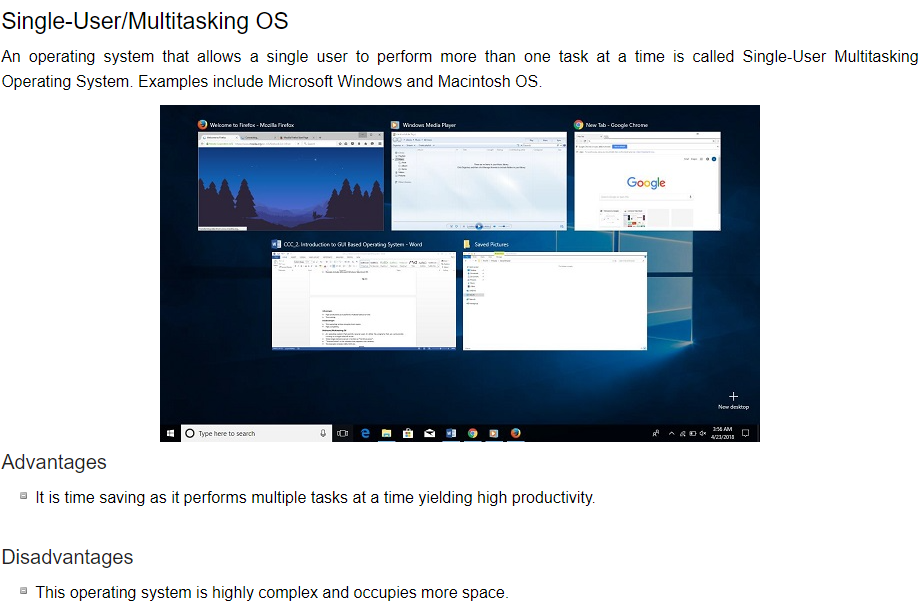 Single-User/Multitasking OS
An operating system that allows a single user to perform more than one task at a time is called Single-User Multitasking
Operating System. Examples include Microsoft Windows and Macintosh OS.
Welcome to Firefox - Mozilla Firefox
Windows Media Player
New Tab - Google Chrome
Google
CCC_2. Introduction to GUI Based Operating System - Word
Saved Pictures
New desktop
Type here to search
3:56 AM
4/23/2018
Advantages
It is time saving as it performs multiple tasks at a time yielding high productivity.
Disadvantages
This operating system is highly complex and occupies more space.